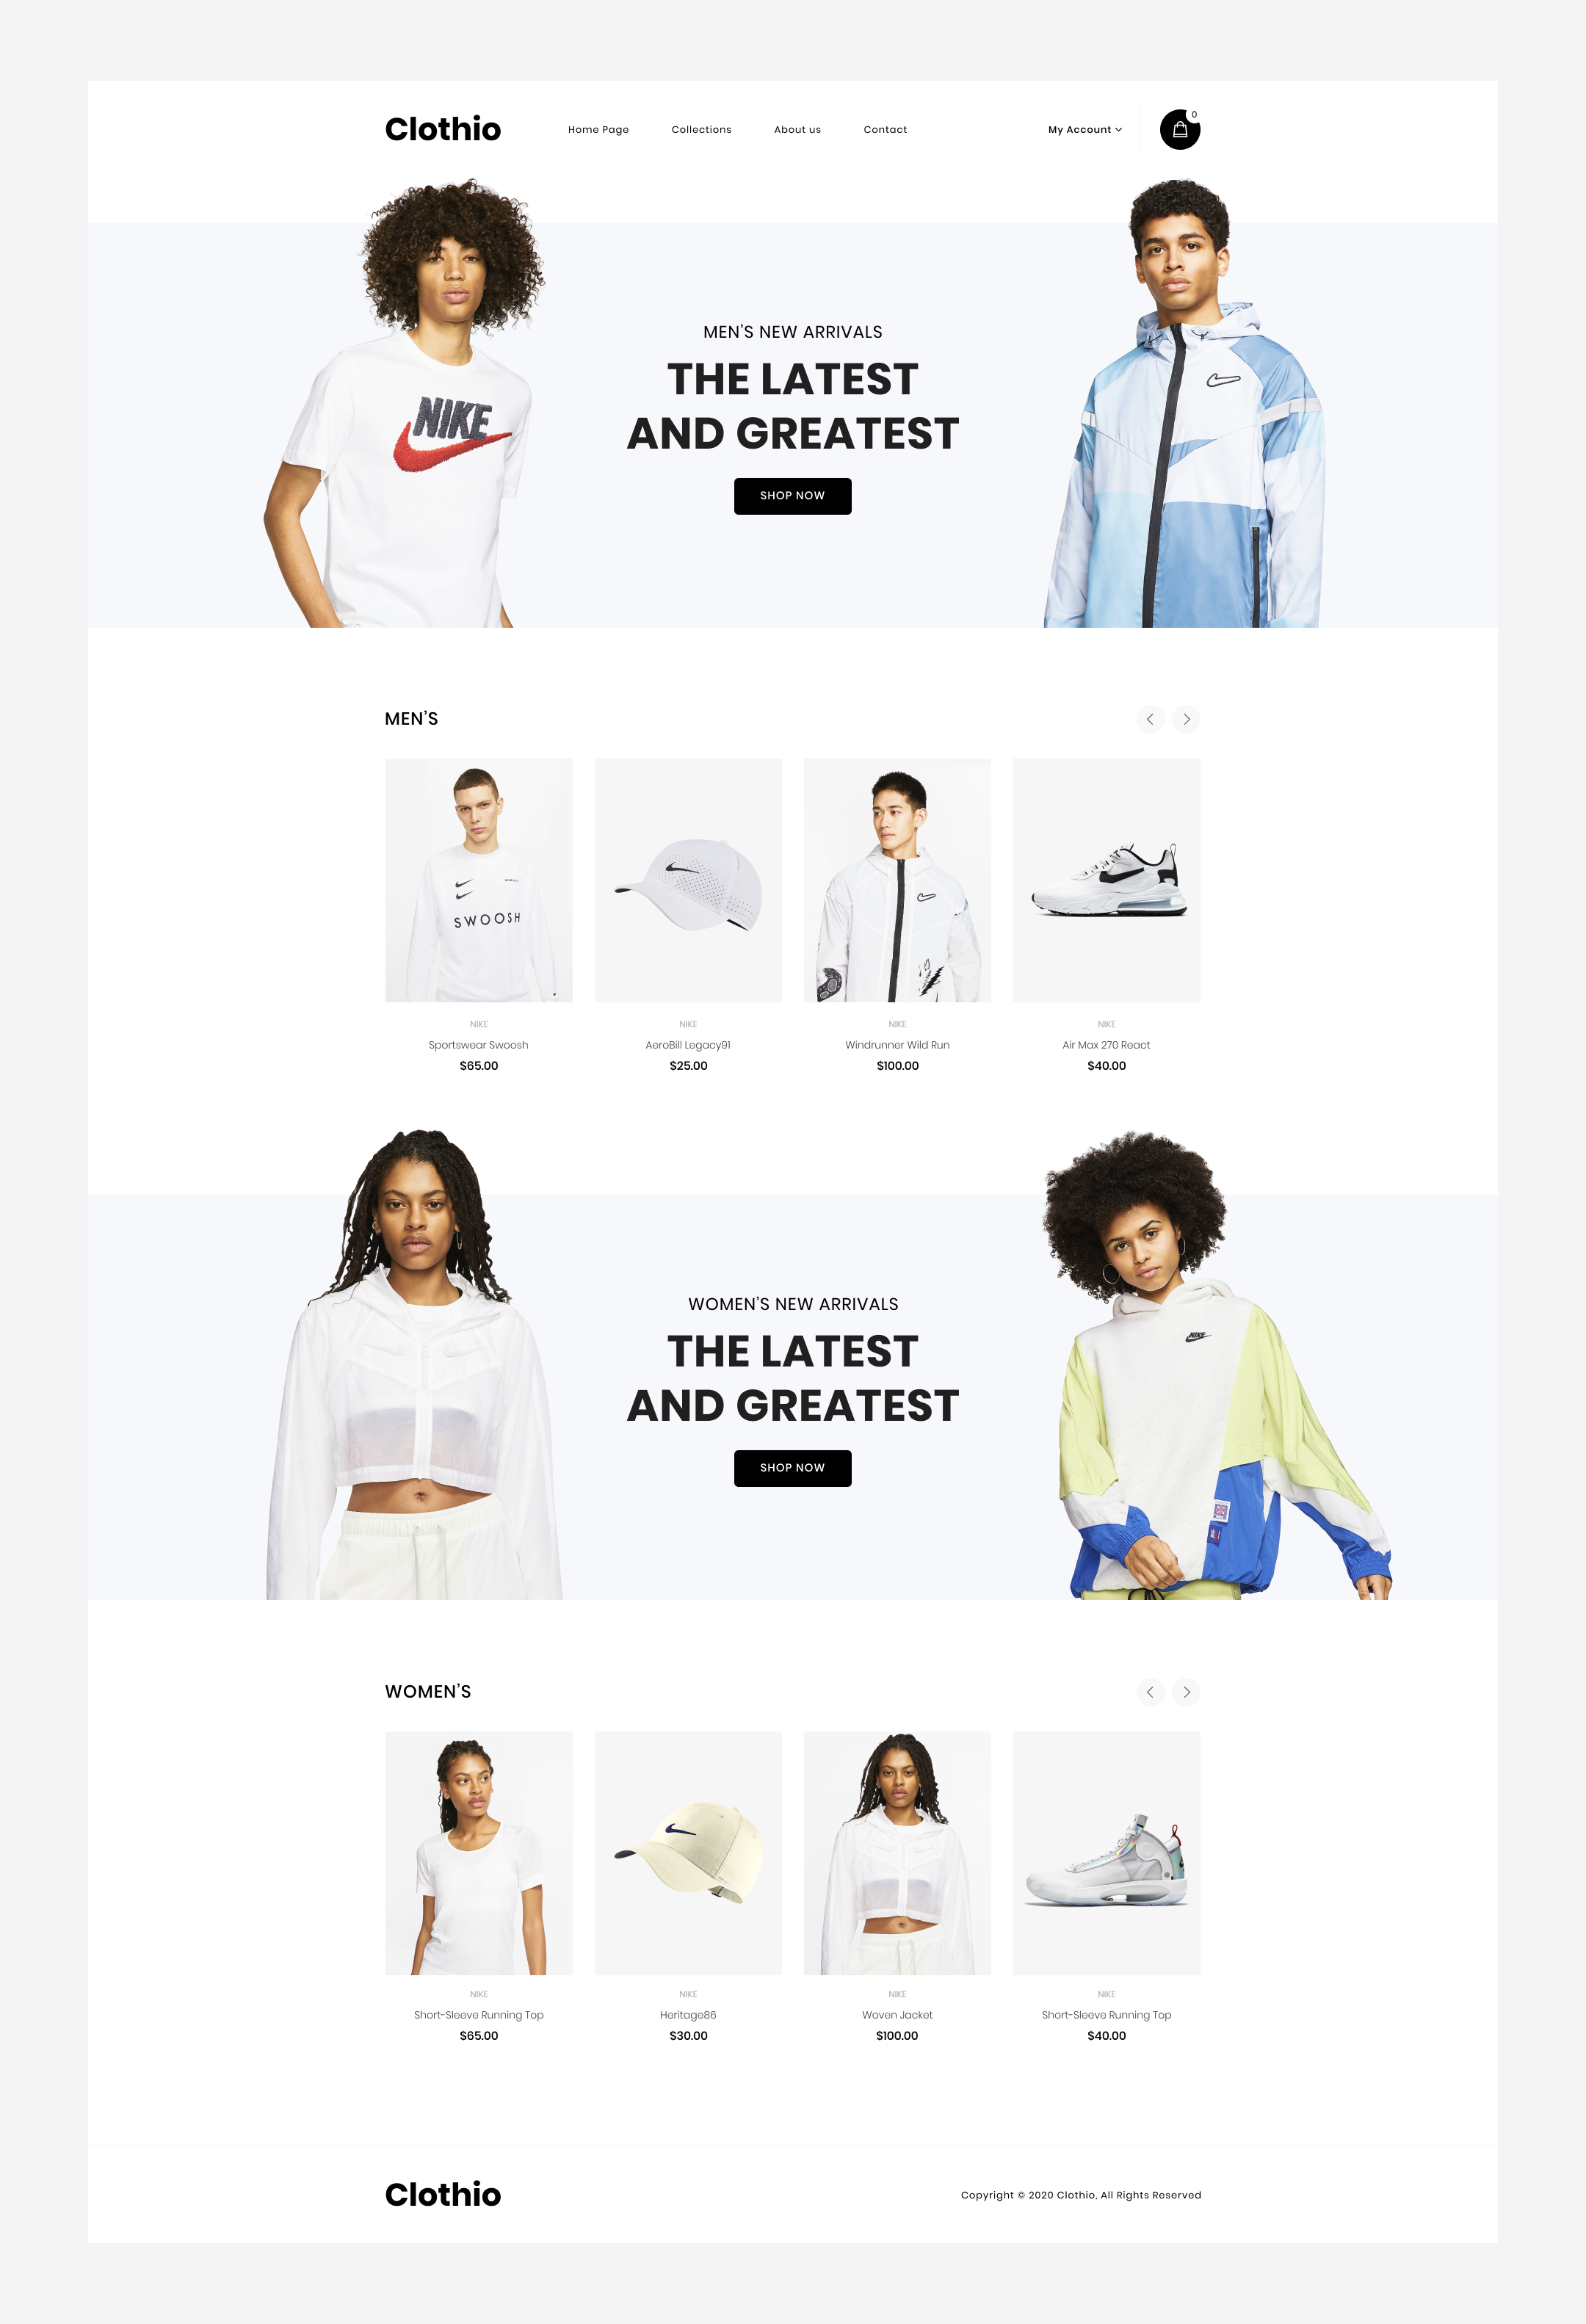 Clothio
Home Page
Collections
About us
Contact
My Account
0
MEN'S NEW ARRIVALS
THE LATEST
AND GREATEST
SHOP NOW
NIKE
MEN'S
SWOOSH
NIKE
NIKE
NIKE
NIKE
Sportswear Swoosh
AeroBill Legacy91
Windrunner Wild Run
Air Max 270 React
$65.00
$25.00
$100.00
$40.00
WOMEN'S NEW ARRIVALS
THE LATEST
AND GREATEST
SHOP NOW
NIKE
WOMEN'S
NIKE
NIKE
NIKE
NIKE
Short-Sleeve Running Top
Heritage86
Woven Jacket
Short-Sleeve Running Top
$65.00
$30.00
$100.00
$40.00
Clothio
Copyright © 2020 Clothio, All Rights Reserved